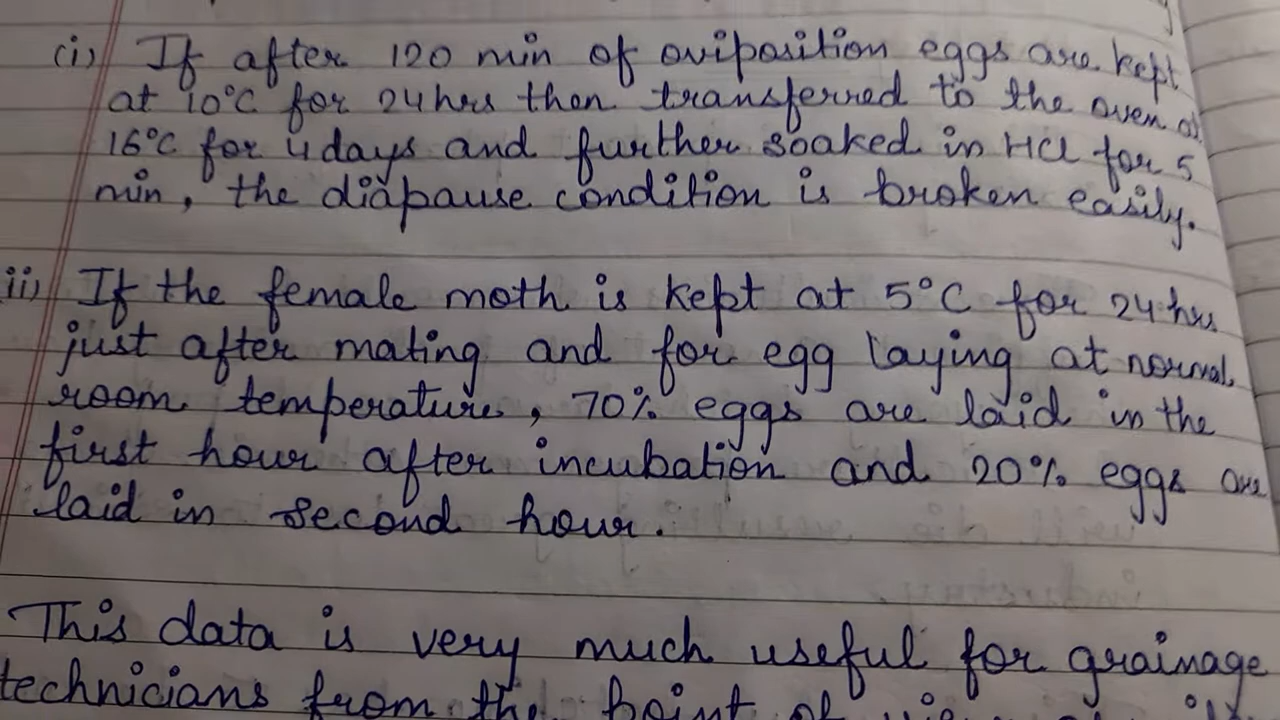 (i) If after 120 min of oviposition eggs are kept
at 10°C for 24hrs then transferred to the oven at
16°C for 4days and further soaked in HCl for 5
min, the diapause condition is broken easily.
ii) If the female moth is kept at 5°C for 24 hrs
just after mating and for egg laying at normal
room temperature, 70% eggs are laid in the
first hour after incubation and 20% eggs are
laid in second hour.
This data is very much useful for grainage
technicians from the point of